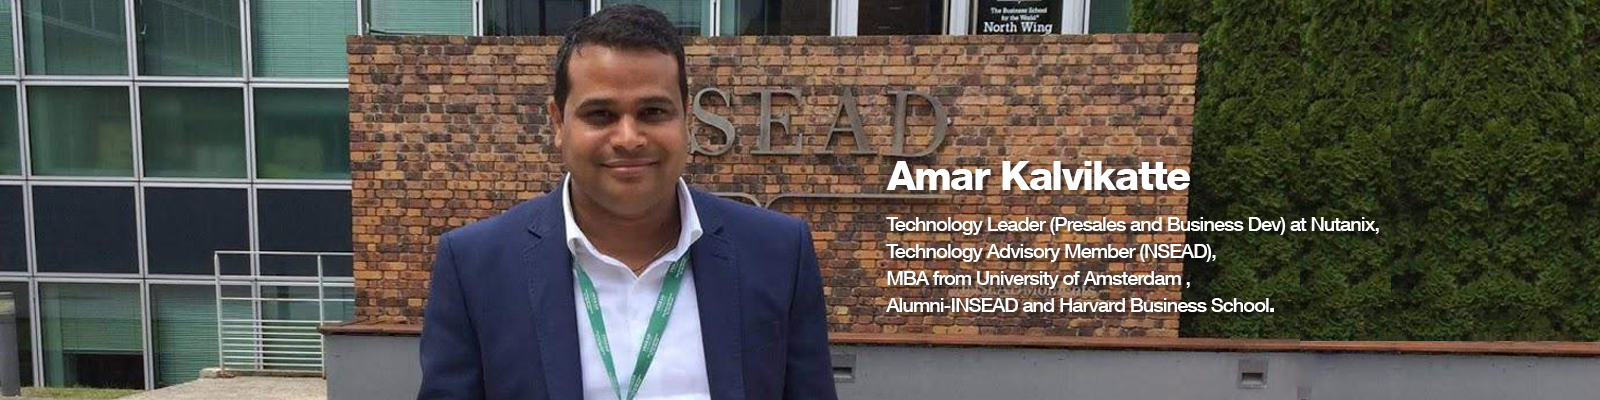 The Business School
for the World®
North Wing
NSEAD
Amar Kalvikatte
Technology Leader (Presales and Business Dev) at Nutanix,
Technology Advisory Member (NSEAD),
MBA from University of Amsterdam ,
Alumni-INSEAD and Harvard Business School.